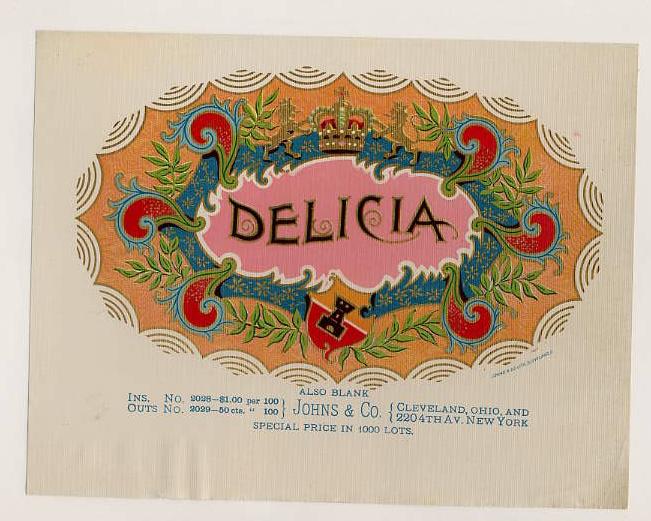 DELICIA
ALSO BLANK
INS. NO. 2028—$1.00 per 100 } JOHNS & CO. { CLEVELAND, OHIO, AND
OUTS NO. 2029—50 cts. " 100 } 220 4TH AV. NEW YORK
SPECIAL PRICE IN 1000 LOTS.